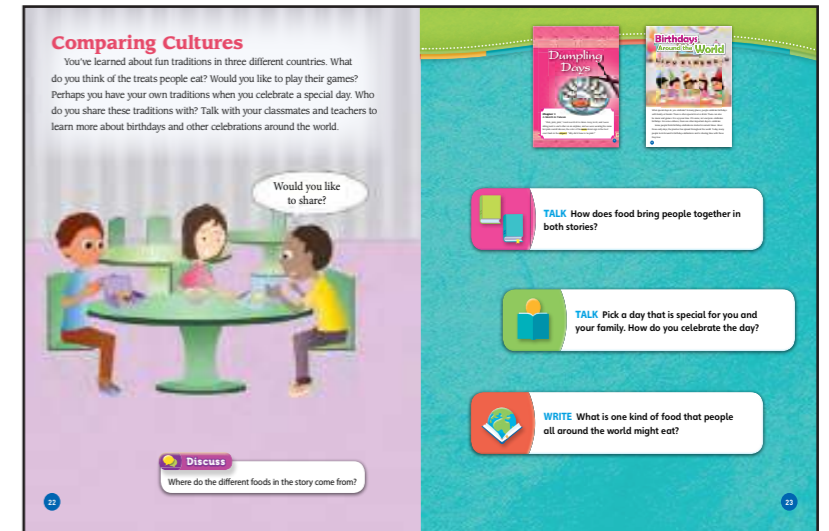 Comparing Cultures
You've learned about fun traditions in three different countries. What
do you think of the treats people eat? Would you like to play their games?
Perhaps you have your own traditions when you celebrate a special day. Who
do you share these traditions with? Talk with your classmates and teachers to
learn more about birthdays and other celebrations around the world.
Would you like
to share?
Discuss
Where do the different foods in the story come from?
22
Dumpling
Days
Birthdays
Around the World
TALK How does food bring people together in
both stories?
TALK Pick a day that is special for you and
your family. How do you celebrate the day?
WRITE What is one kind of food that people
all around the world might eat?
23